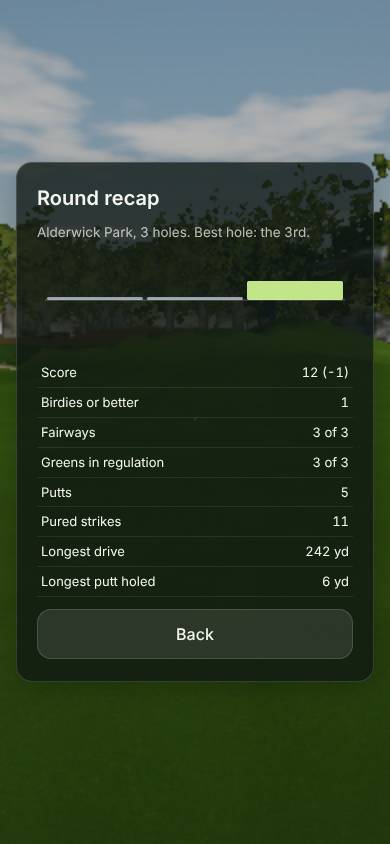 Round recap
Alderwick Park, 3 holes. Best hole: the 3rd.
Score 12 (-1)
Birdies or better 1
Fairways 3 of 3
Greens in regulation 3 of 3
Putts 5
Pured strikes 11
Longest drive 242 yd
Longest putt holed 6 yd
Back